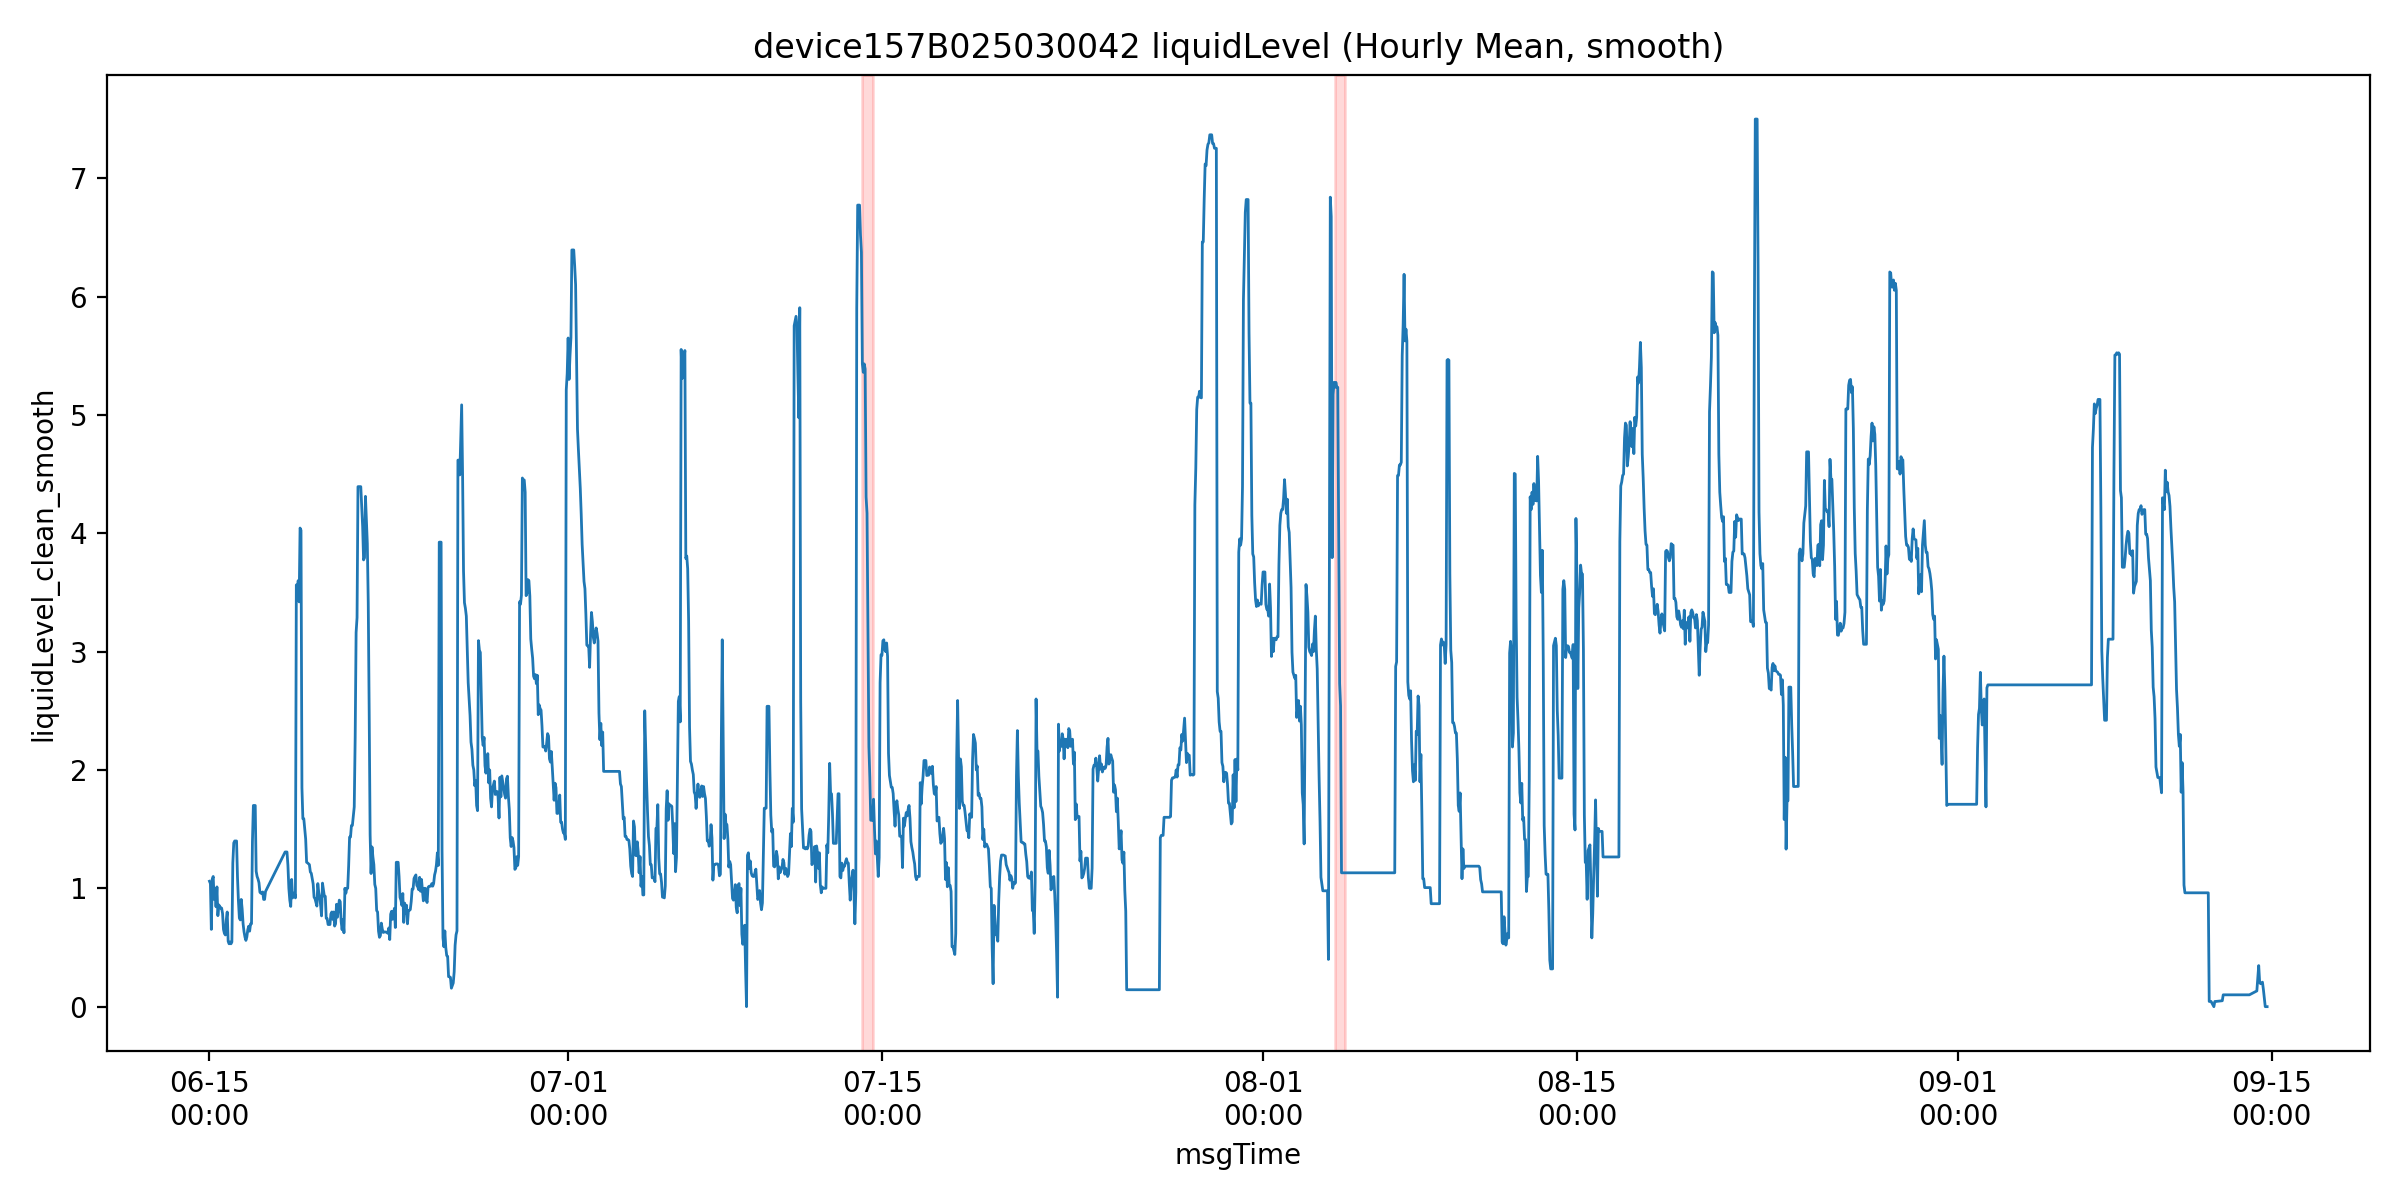 device157B025030042 liquidLevel (Hourly Mean, smooth)
liquidLevel_clean_smooth
7
6
5
4
3
2
1
0
06-15 07-01 07-15 08-01 08-15 09-01 09-15
00:00 00:00 00:00 00:00 00:00 00:00 00:00
msgTime